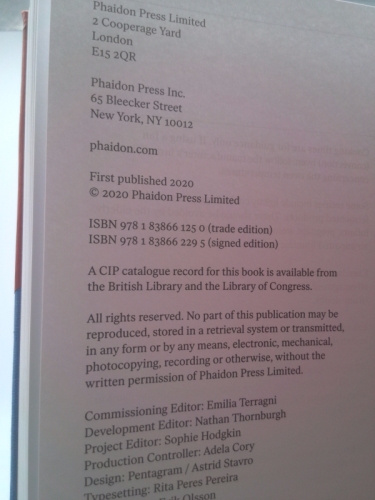 Phaidon Press Limited
2 Cooperage Yard
London
E15 2QR
Phaidon Press Inc.
65 Bleecker Street
New York, NY 10012
phaidon.com
First published 2020
© 2020 Phaidon Press Limited
ISBN 978 1 83866 125 0 (trade edition)
ISBN 978 1 83866 229 5 (signed edition)
A CIP catalogue record for this book is available from
the British Library and the Library of Congress.
All rights reserved. No part of this publication may be
reproduced, stored in a retrieval system or transmitted,
in any form or by any means, electronic, mechanical,
photocopying, recording or otherwise, without the
written permission of Phaidon Press Limited.
Commissioning Editor: Emilia Terragni
Development Editor: Nathan Thornburgh
Project Editor: Sophie Hodgkin
Production Controller: Adela Cory
Design: Pentagram / Astrid Stavro
Typesetting: Rita Peres Pereira
Olsson